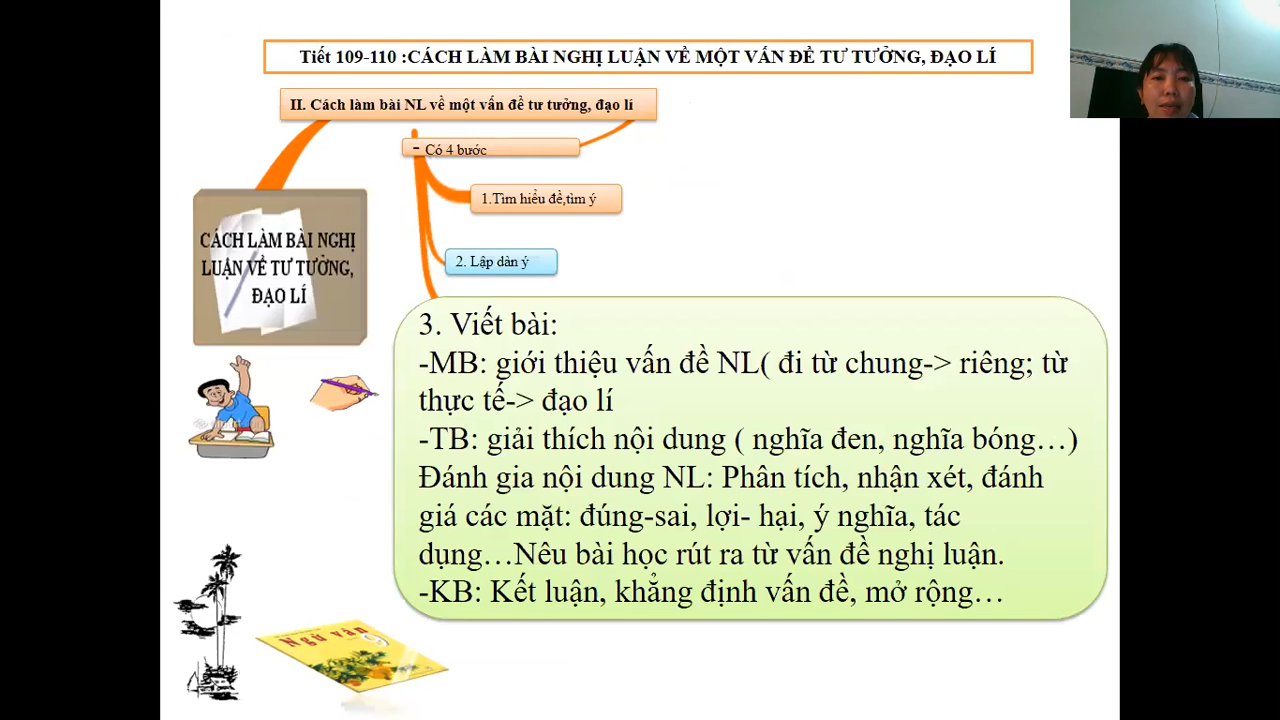 Tiết 109-110 :CÁCH LÀM BÀI NGHỊ LUẬN VỀ MỘT VẤN ĐỀ TƯ TƯỞNG, ĐẠO LÍ
II. Cách làm bài NL về một vấn đề tư tưởng, đạo lí
- Có 4 bước
1.Tìm hiểu đề,tìm ý
CÁCH LÀM BÀI NGHỊ
LUẬN VỀ TƯ TƯỞNG,
ĐẠO LÍ
2. Lập dàn ý
3. Viết bài:
-MB: giới thiệu vấn đề NL( đi từ chung-> riêng; từ
thực tế-> đạo lí
-TB: giải thích nội dung ( nghĩa đen, nghĩa bóng…)
Đánh gia nội dung NL: Phân tích, nhận xét, đánh
giá các mặt: đúng-sai, lợi- hại, ý nghĩa, tác
dụng…Nêu bài học rút ra từ vấn đề nghị luận.
-KB: Kết luận, khẳng định vấn đề, mở rộng…
Ngữ văn 9